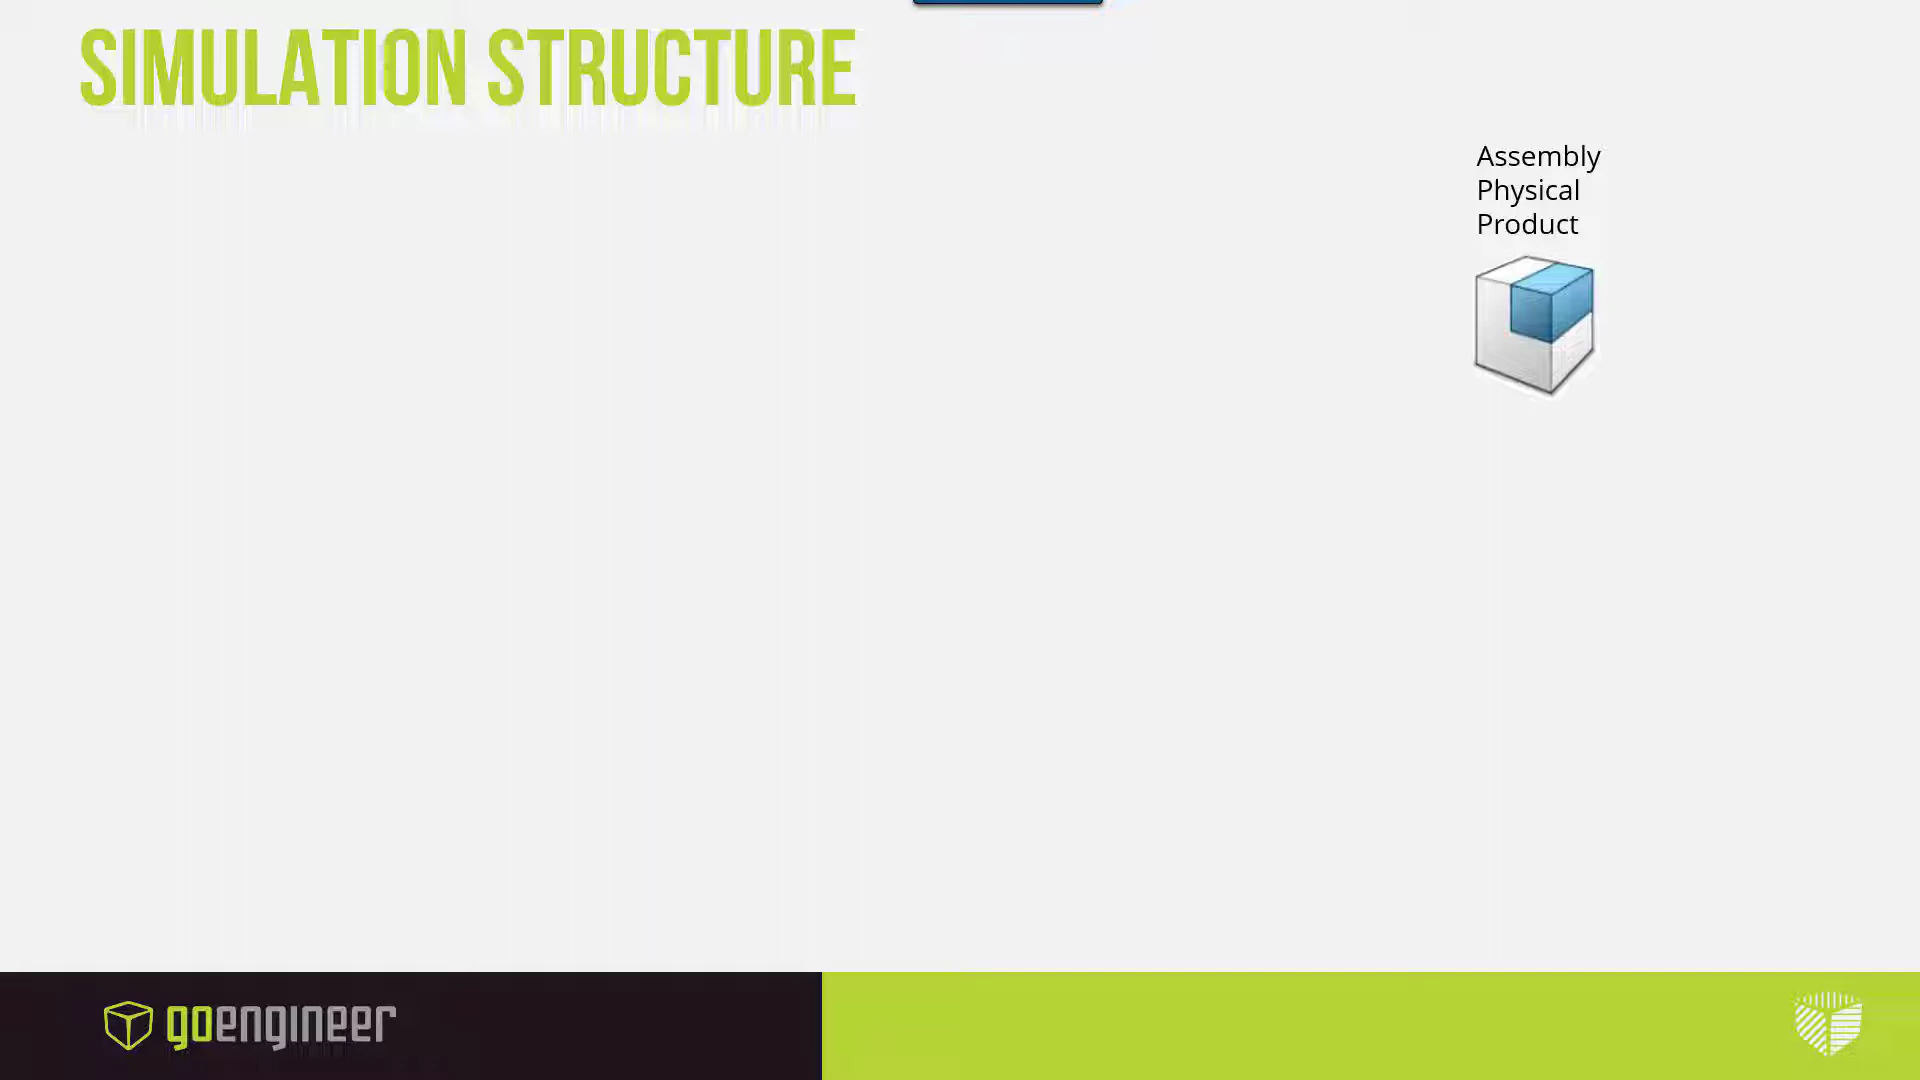 SIMULATION STRUCTURE
Assembly
Physical
Product
goengineer